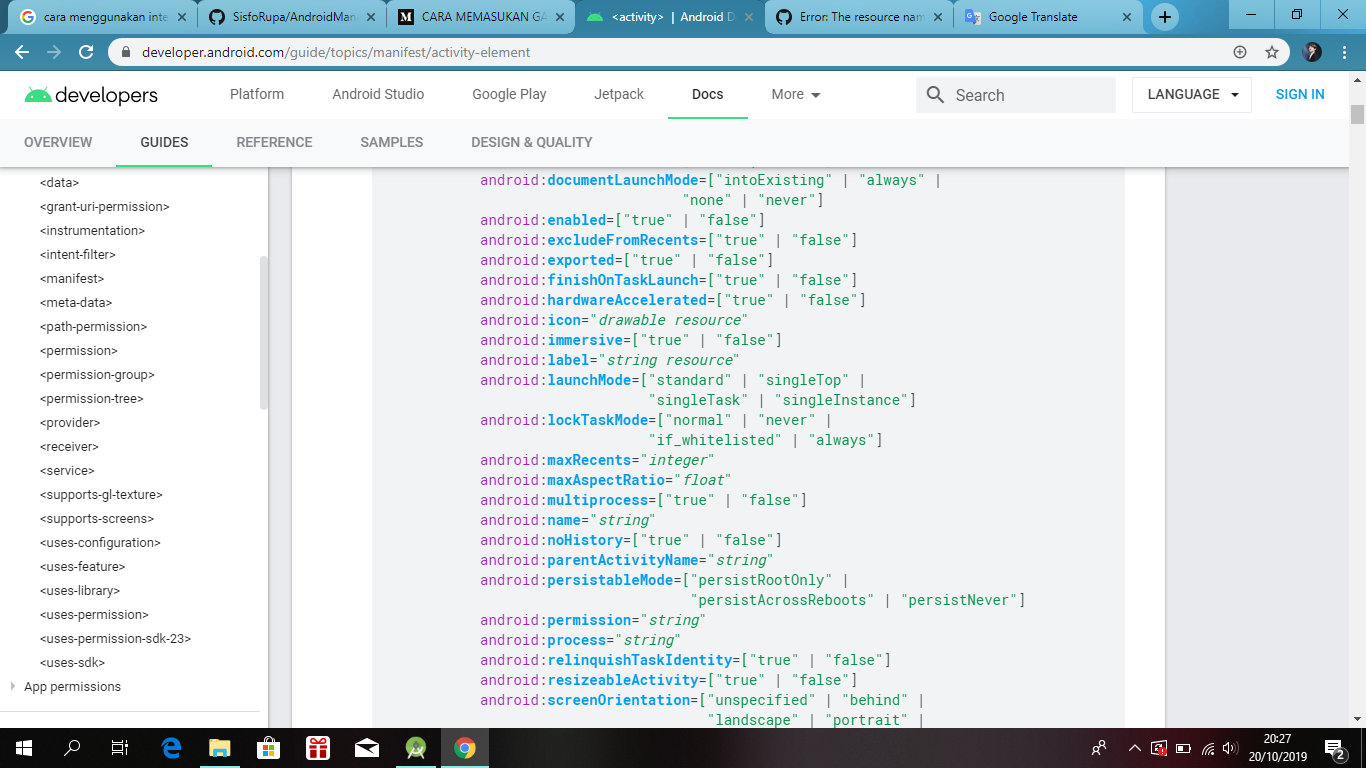 cara menggunakan inte
SisfoRupa/AndroidMan
CARA MEMASUKAN GA
<activity> | Android D
Error: The resource nam
Google Translate
developer.android.com/guide/topics/manifest/activity-element
developers
Platform
Android Studio
Google Play
Jetpack
Docs
More
Search
LANGUAGE
SIGN IN
OVERVIEW
GUIDES
REFERENCE
SAMPLES
DESIGN & QUALITY
<data>
<grant-uri-permission>
<instrumentation>
<intent-filter>
<manifest>
<meta-data>
<path-permission>
<permission>
<permission-group>
<permission-tree>
<provider>
<receiver>
<service>
<supports-gl-texture>
<supports-screens>
<uses-configuration>
<uses-feature>
<uses-library>
<uses-permission>
<uses-permission-sdk-23>
<uses-sdk>
App permissions
android:documentLaunchMode=["intoExisting" | "always" |
"none" | "never"]
android:enabled=["true" | "false"]
android:excludeFromRecents=["true" | "false"]
android:exported=["true" | "false"]
android:finishOnTaskLaunch=["true" | "false"]
android:hardwareAccelerated=["true" | "false"]
android:icon="drawable resource"
android:immersive=["true" | "false"]
android:label="string resource"
android:launchMode=["standard" | "singleTop" |
"singleTask" | "singleInstance"]
android:lockTaskMode=["normal" | "never" |
"if_whitelisted" | "always"]
android:maxRecents="integer"
android:maxAspectRatio="float"
android:multiprocess=["true" | "false"]
android:name="string"
android:noHistory=["true" | "false"]
android:parentActivityName="string"
android:persistableMode=["persistRootOnly" |
"persistAcrossReboots" | "persistNever"]
android:permission="string"
android:process="string"
android:relinquishTaskIdentity=["true" | "false"]
android:resizeableActivity=["true" | "false"]
android:screenOrientation=["unspecified" | "behind" |
"landscape" | "portrait" |
20:27
20/10/2019
2